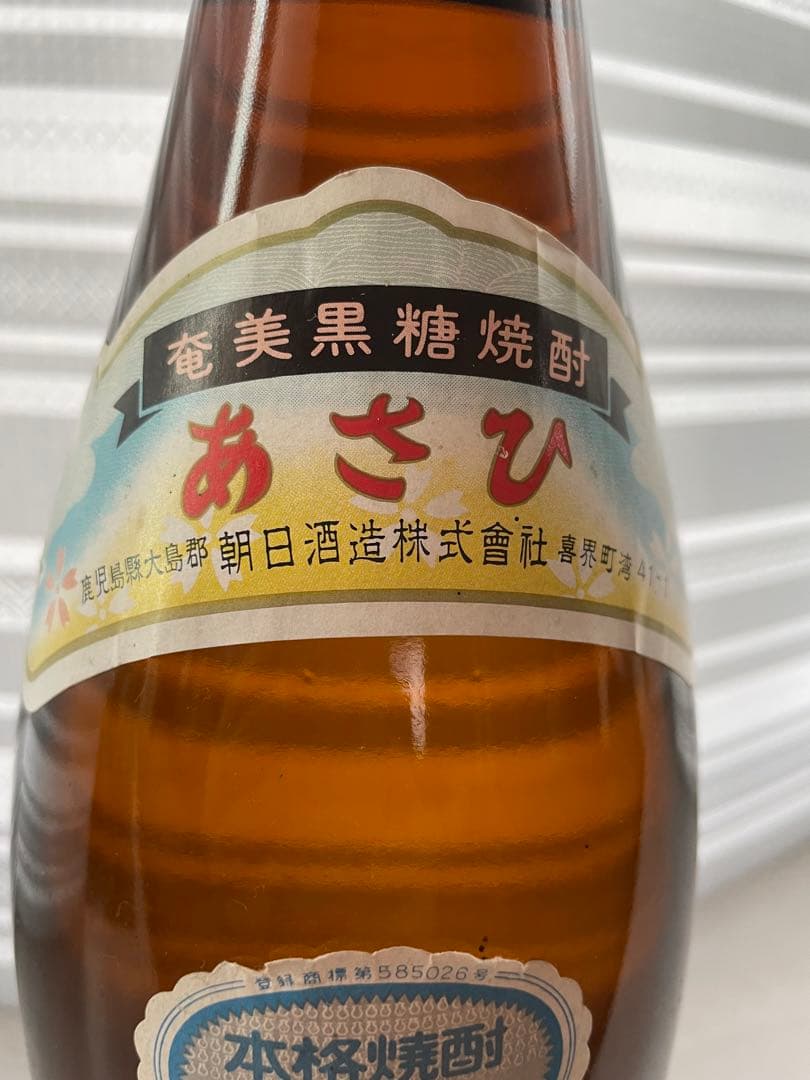 奄美黒糖焼酎
あさひ
鹿児島縣大島郡 朝日酒造株式會社 喜界町湾41-1
登録商標第585026号
本格焼酎